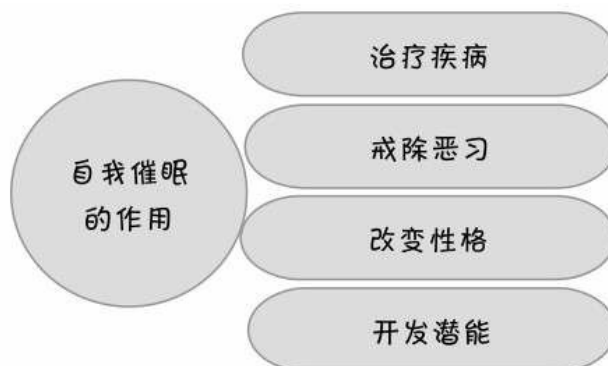 自我催眠
的作用
治疗疾病
戒除恶习
改变性格
开发潜能